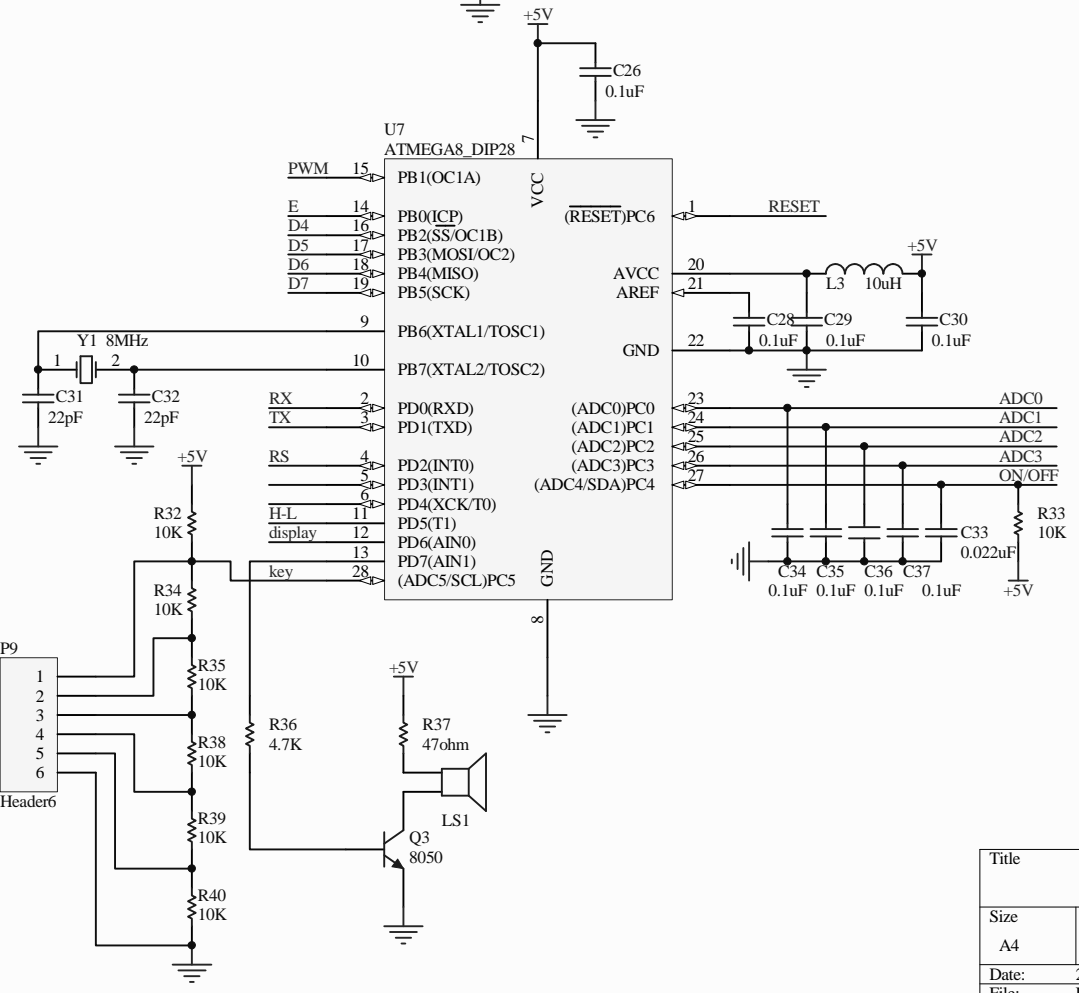 +5V
C26
0.1uF
U7
ATMEGA8_DIP28
7
VCC
PWM 15 PB1(OC1A)
E 14 PB0(ICP)
D4 16 PB2(SS/OC1B)
D5 17 PB3(MOSI/OC2)
D6 18 PB4(MISO)
D7 19 PB5(SCK)
9 PB6(XTAL1/TOSC1)
10 PB7(XTAL2/TOSC2)
RX 2 PD0(RXD)
TX 3 PD1(TXD)
RS 4 PD2(INT0)
5 PD3(INT1)
6 PD4(XCK/T0)
H-L 11 PD5(T1)
display 12 PD6(AIN0)
13 PD7(AIN1)
key 28 (ADC5/SCL)PC5
(RESET)PC6 1 RESET
AVCC 20
AREF 21
GND 22
(ADC0)PC0 23 ADC0
(ADC1)PC1 24 ADC1
(ADC2)PC2 25 ADC2
(ADC3)PC3 26 ADC3
(ADC4/SDA)PC4 27 ON/OFF
GND
8
+5V
L3 10uH
C28
0.1uF
C29
0.1uF
C30
0.1uF
Y1 8MHz
1 2
C31
22pF
C32
22pF
R33
10K
+5V
C33
0.022uF
C34 C35 C36 C37
0.1uF 0.1uF 0.1uF 0.1uF
+5V
R32
10K
R34
10K
R35
10K
R38
10K
R39
10K
R40
10K
P9
1
2
3
4
5
6
Header6
R36
4.7K
+5V
R37
47ohm
LS1
Q3
8050
Title
Size
A4
Date: 2
File: